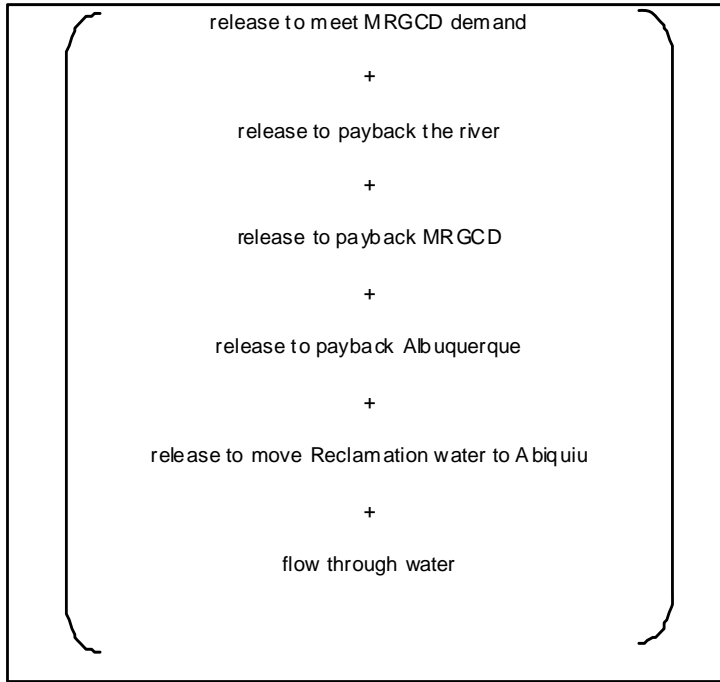 release to meet MRGCD demand
+
release to payback the river
+
release to payback MRGCD
+
release to payback Albuquerque
+
release to move Reclamation water to Abiquiu
+
flow through water